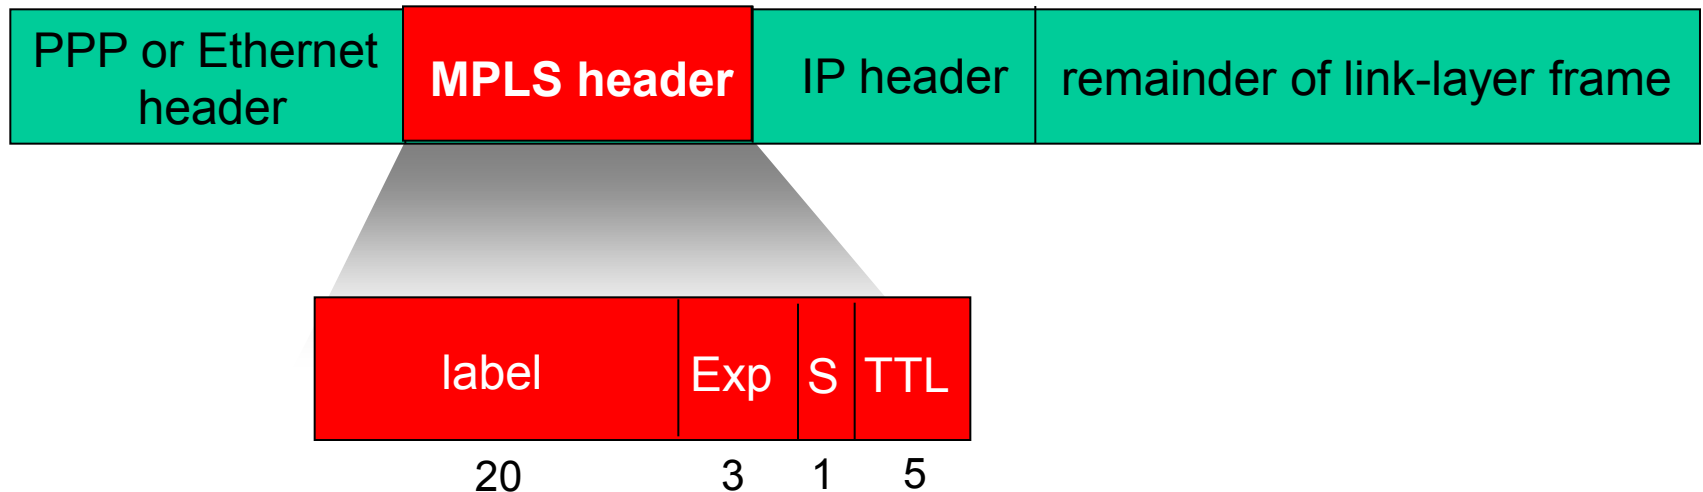 PPP or Ethernet
header
MPLS header
IP header
remainder of link-layer frame
label
Exp
S
TTL
20
3
1
5